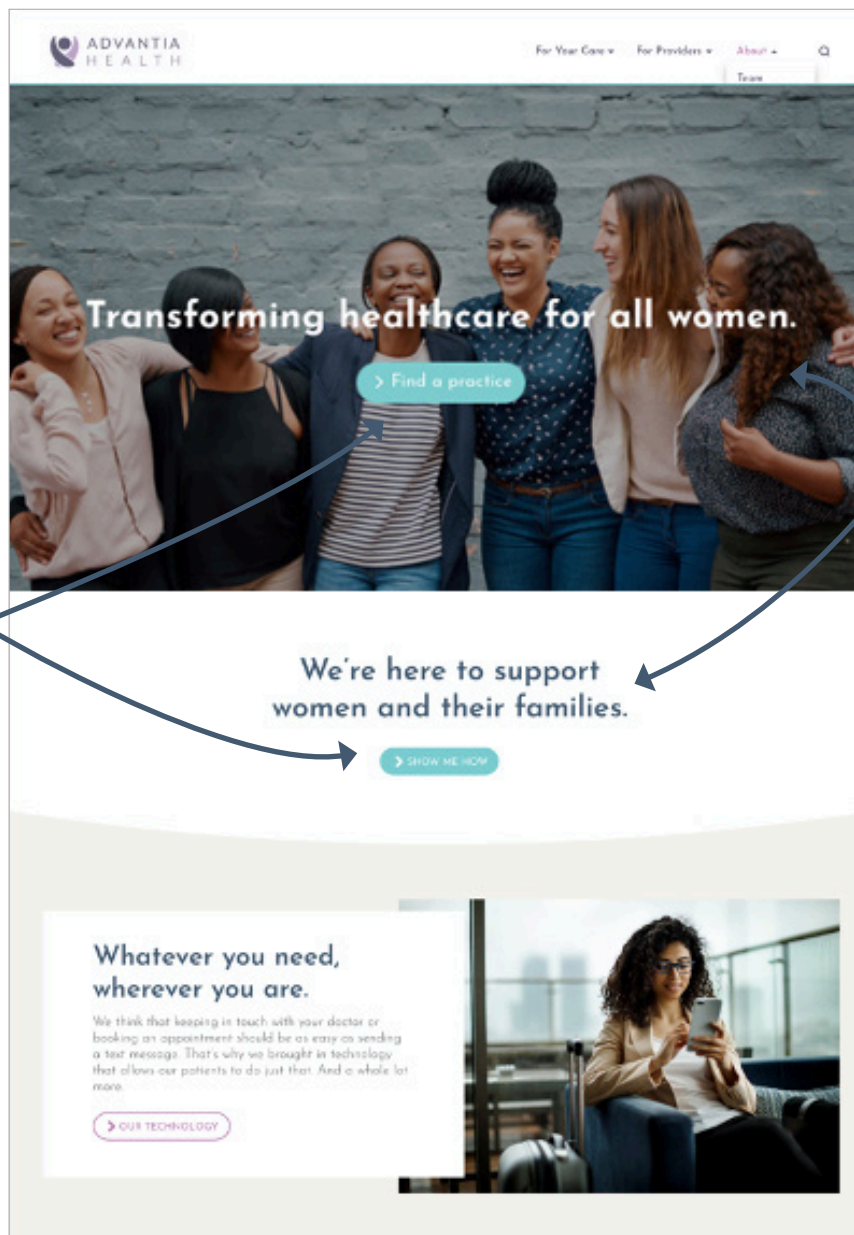 ADVANTIA
HEALTH
For Your Care
For Providers
About
Team
Transforming healthcare for all women.
Find a practice
We're here to support
women and their families.
SHOW ME HOW
Whatever you need,
wherever you are.
We think that keeping in touch with your doctor or
booking an appointment should be as easy as sending
a text message. That's why we brought in technology
that allows our patients to do just that. And a whole lot
more.
OUR TECHNOLOGY